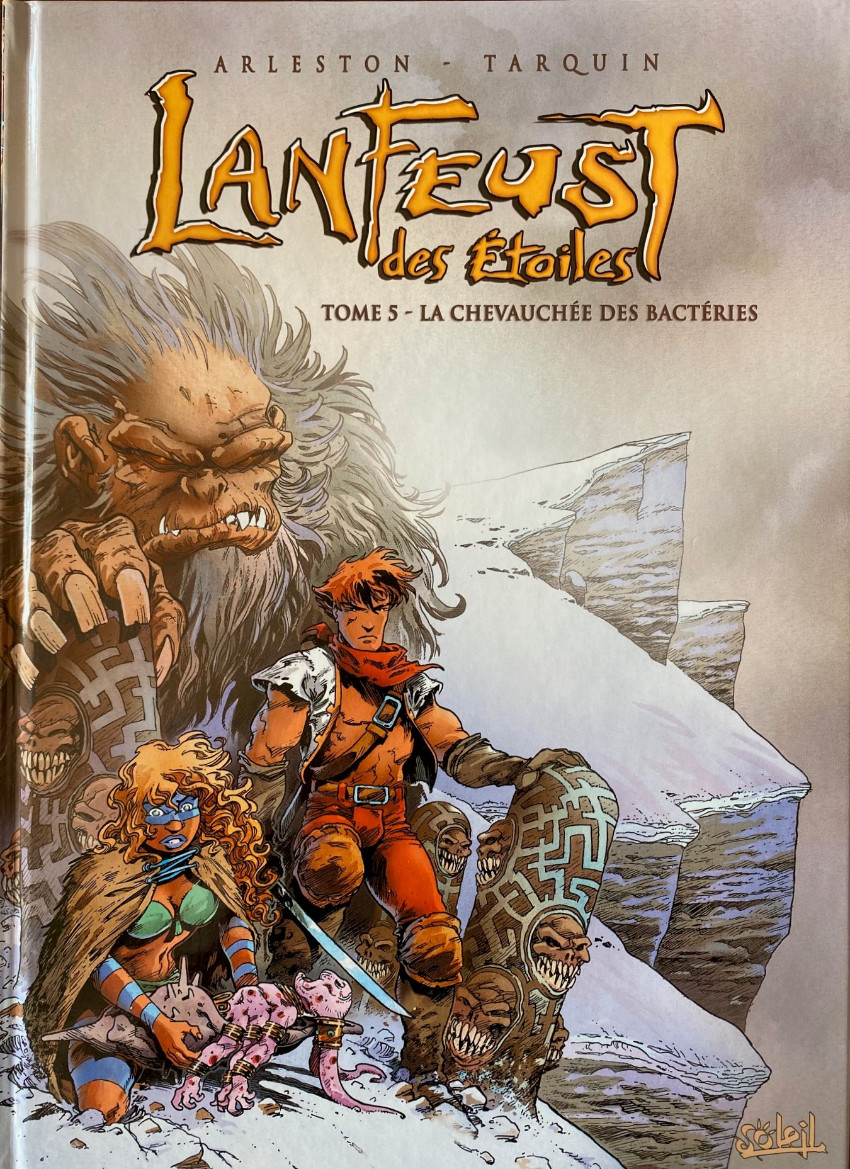 ARLESTON - TARQUIN
LANFEUST
des Étoiles
TOME 5 - LA CHEVAUCHÉE DES BACTÉRIES
SOLEIL